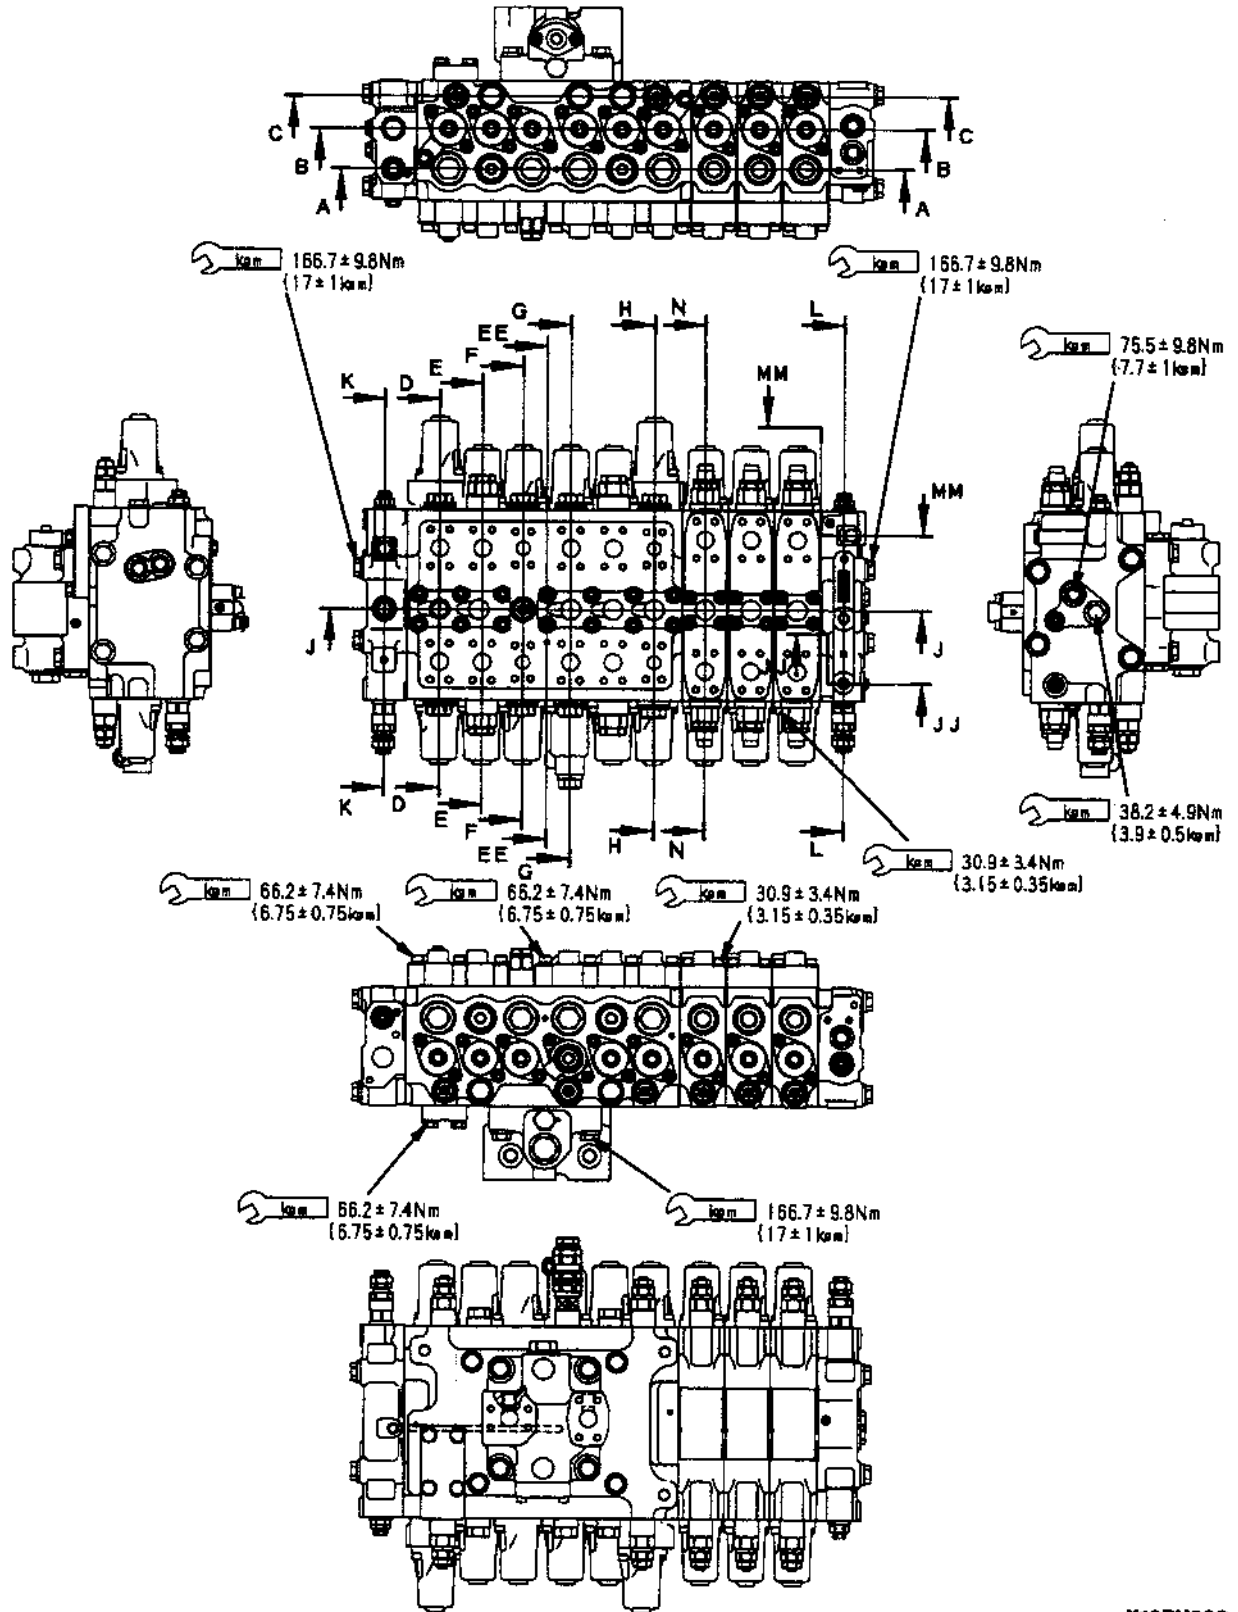 C
C
B
B
A
A
kgm 166.7±9.8Nm
{17±1kgm}
kgm 166.7±9.8Nm
{17±1kgm}
kgm 75.5±9.8Nm
{7.7±1kgm}
G
H
N
L
EE
F
E
MM
K
D
MM
J
J
JJ
K
D
E
F
EE
G
H
N
L
kgm 38.2±4.9Nm
{3.9±0.5kgm}
kgm 30.9±3.4Nm
{3.15±0.35kgm}
kgm 66.2±7.4Nm
{6.75±0.75kgm}
kgm 66.2±7.4Nm
{6.75±0.75kgm}
kgm 30.9±3.4Nm
{3.15±0.35kgm}
kgm 66.2±7.4Nm
{6.75±0.75kgm}
kgm 166.7±9.8Nm
{17±1kgm}